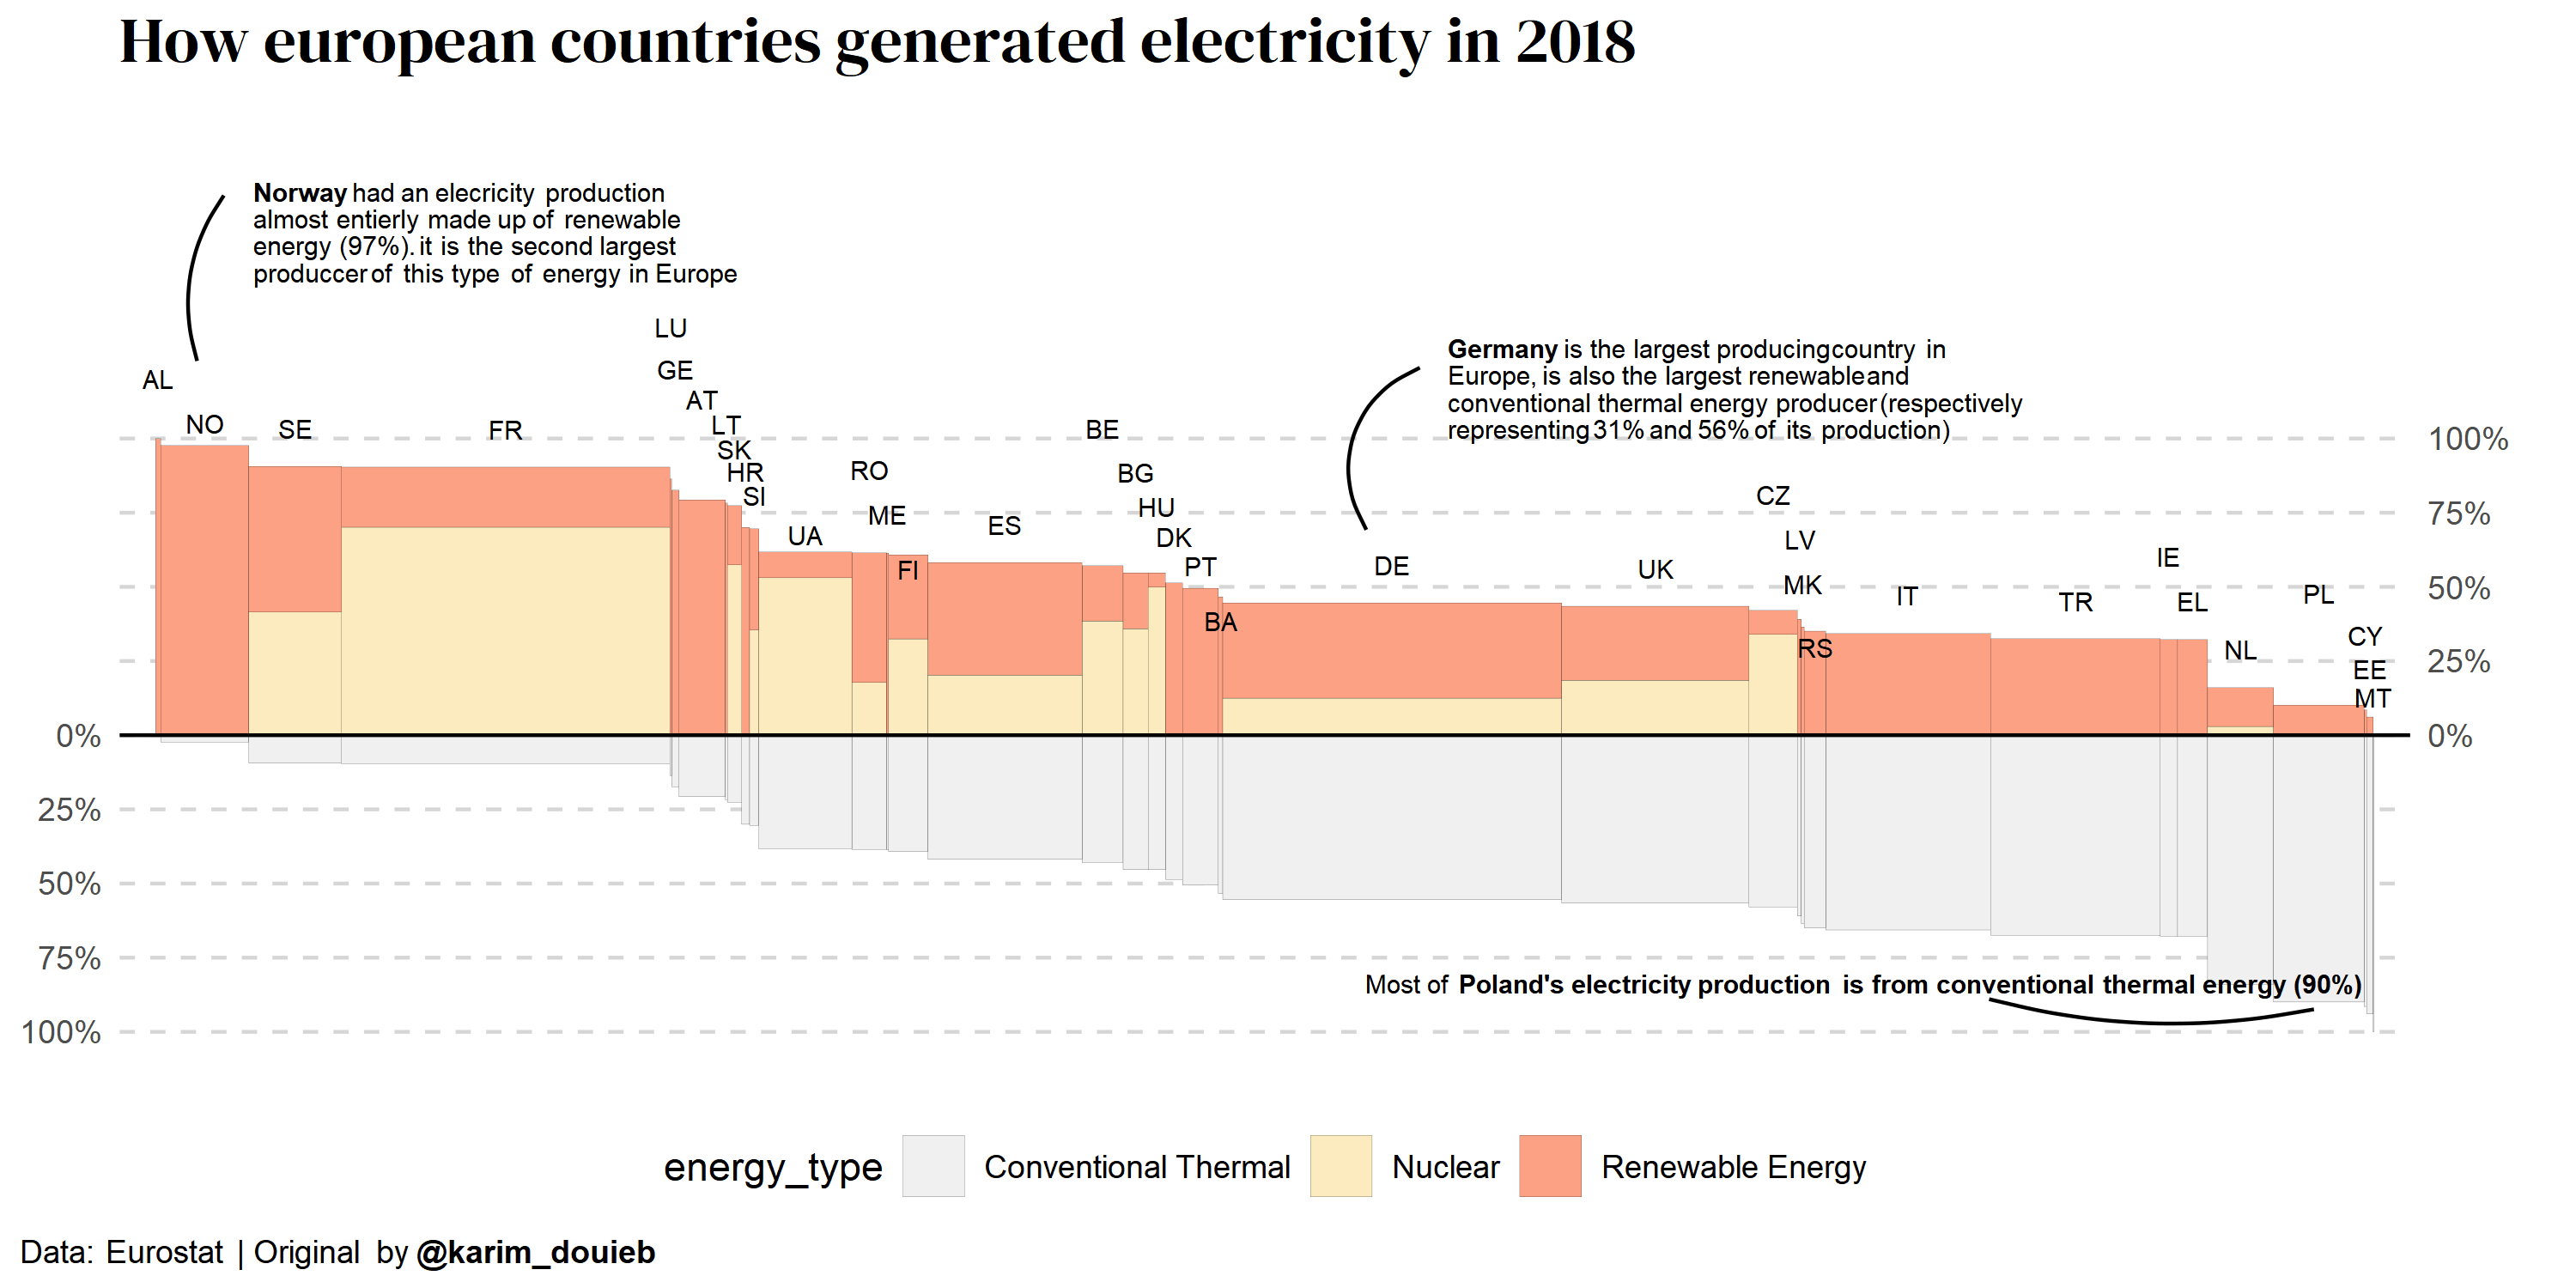 How european countries generated electricity in 2018
Norway had an elecricity production
almost entierly made up of renewable
energy (97%). it is the second largest
produccer of this type of energy in Europe
Germany is the largest producingcountry in
Europe, is also the largest renewableand
conventional thermal energy producer (respectively
representing 31% and 56% of its production)
AL
NO
SE
FR
LU
GE
AT
LT
SK
HR
SI
UA
RO
ME
FI
ES
BE
BG
HU
DK
PT
BA
DE
UK
CZ
LV
MK
RS
IT
TR
IE
EL
NL
PL
CY
EE
MT
100%
75%
50%
25%
0%
0%
25%
50%
75%
100%
Most of Poland's electricity production is from conventional thermal energy (90%)
energy_type Conventional Thermal Nuclear Renewable Energy
Data: Eurostat | Original by @karim_douieb